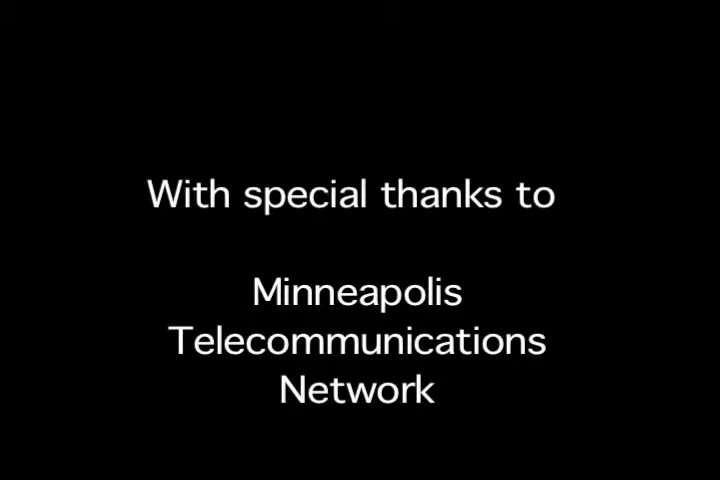 With special thanks to
Minneapolis
Telecommunications
Network